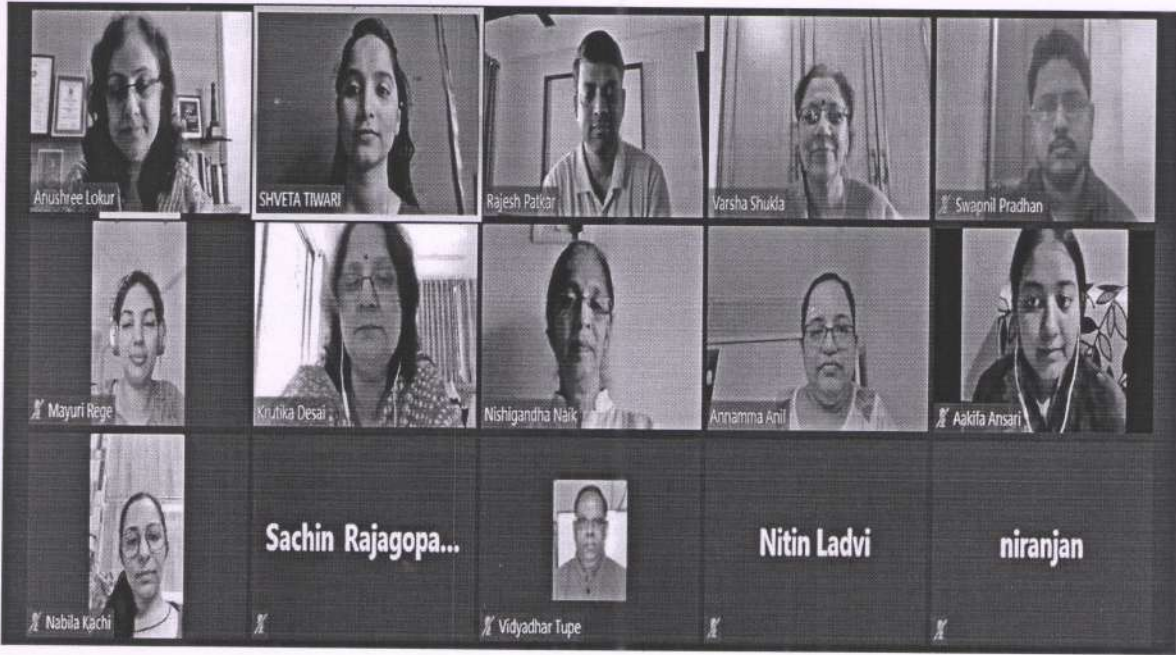 Anushree Lokur
SHVETA TIWARI
Rajesh Patkar
Varsha Shukla
Swapnil Pradhan
Mayuri Rege
Krutika Desai
Nishigandha Naik
Annamma Anil
Aakifa Ansari
Nabila Kachi
Sachin Rajagopa...
Vidyadhar Tupe
Nitin Ladvi
niranjan